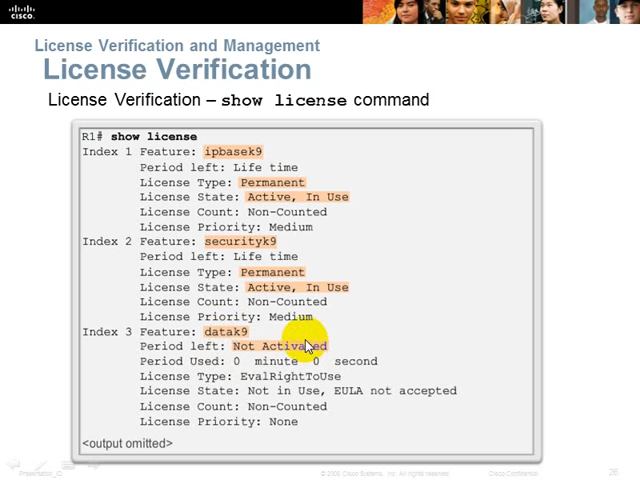 CISCO
License Verification and Management
License Verification
License Verification – show license command
R1# show license
Index 1 Feature: ipbasek9
Period left: Life time
License Type: Permanent
License State: Active, In Use
License Count: Non-Counted
License Priority: Medium
Index 2 Feature: securityk9
Period left: Life time
License Type: Permanent
License State: Active, In Use
License Count: Non-Counted
License Priority: Medium
Index 3 Feature: datak9
Period left: Not Activated
Period Used: 0 minute 0 second
License Type: EvalRightToUse
License State: Not in Use, EULA not accepted
License Count: Non-Counted
License Priority: None
<output omitted>
Presentation_ID © 2008 Cisco Systems, Inc. All rights reserved. Cisco Confidential 26